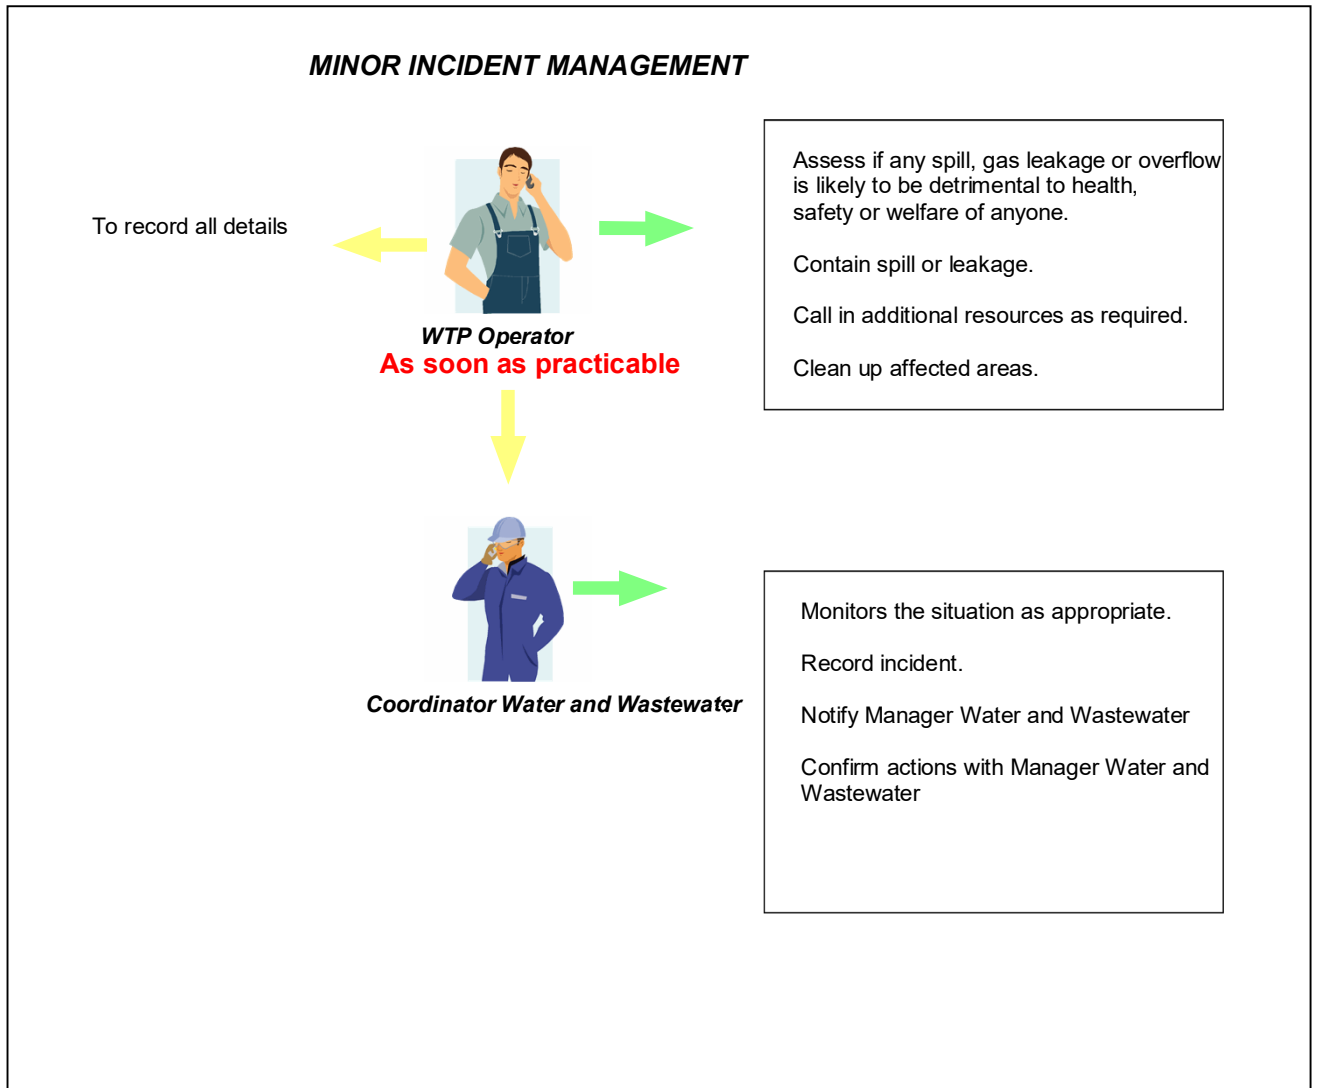 MINOR INCIDENT MANAGEMENT
To record all details
WTP Operator
As soon as practicable
Assess if any spill, gas leakage or overflow
is likely to be detrimental to health,
safety or welfare of anyone.
Contain spill or leakage.
Call in additional resources as required.
Clean up affected areas.
Coordinator Water and Wastewater
Monitors the situation as appropriate.
Record incident.
Notify Manager Water and Wastewater
Confirm actions with Manager Water and
Wastewater